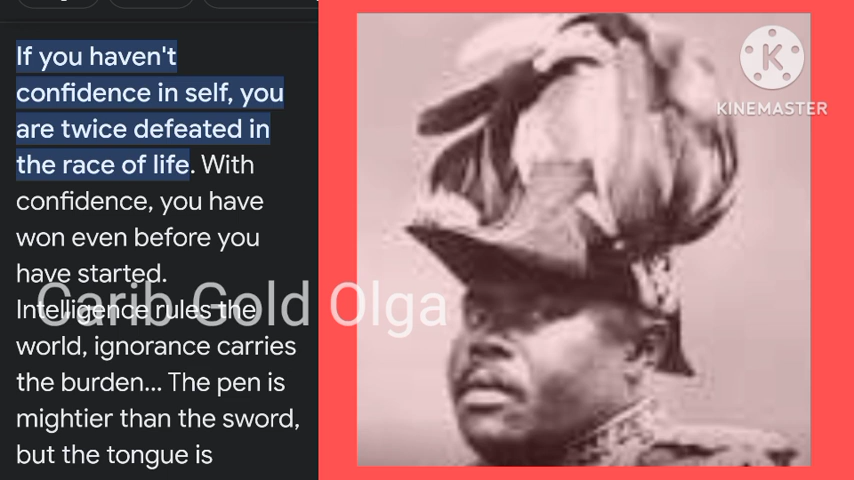 If you haven't
confidence in self, you
are twice defeated in
the race of life. With
confidence, you have
won even before you
have started.
Intelligence rules the
world, ignorance carries
the burden... The pen is
mightier than the sword,
but the tongue is
Carib Gold Olga
K
KINEMASTER